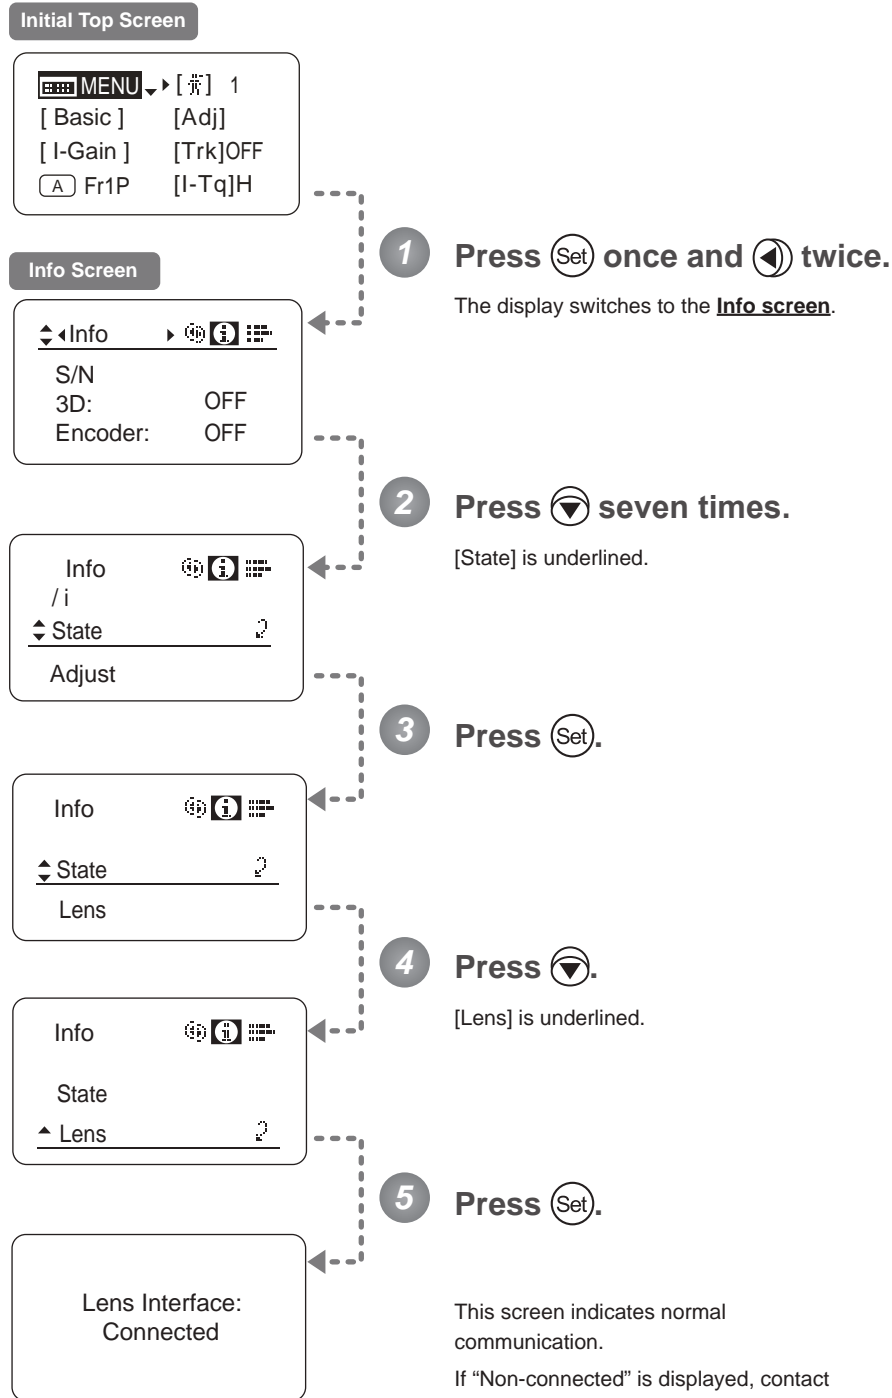 Initial Top Screen
MENU [ ] 1
[ Basic ] [Adj]
[ I-Gain ] [Trk]OFF
A Fr1P [I-Tq]H
1 Press Set once and twice.
The display switches to the Info screen.
Info Screen
Info
S/N
3D: OFF
Encoder: OFF
2 Press seven times.
[State] is underlined.
Info
/ i
State
Adjust
3 Press Set.
Info
State
Lens
4 Press .
[Lens] is underlined.
Info
State
Lens
5 Press Set.
Lens Interface:
Connected
This screen indicates normal
communication.
If “Non-connected” is displayed, contact